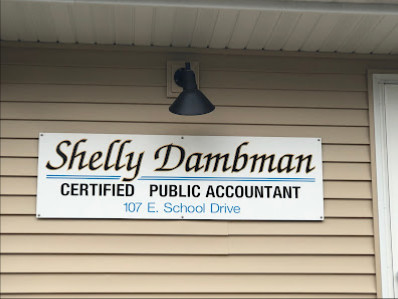 Shelly Dambman
CERTIFIED PUBLIC ACCOUNTANT
107 E. School Drive